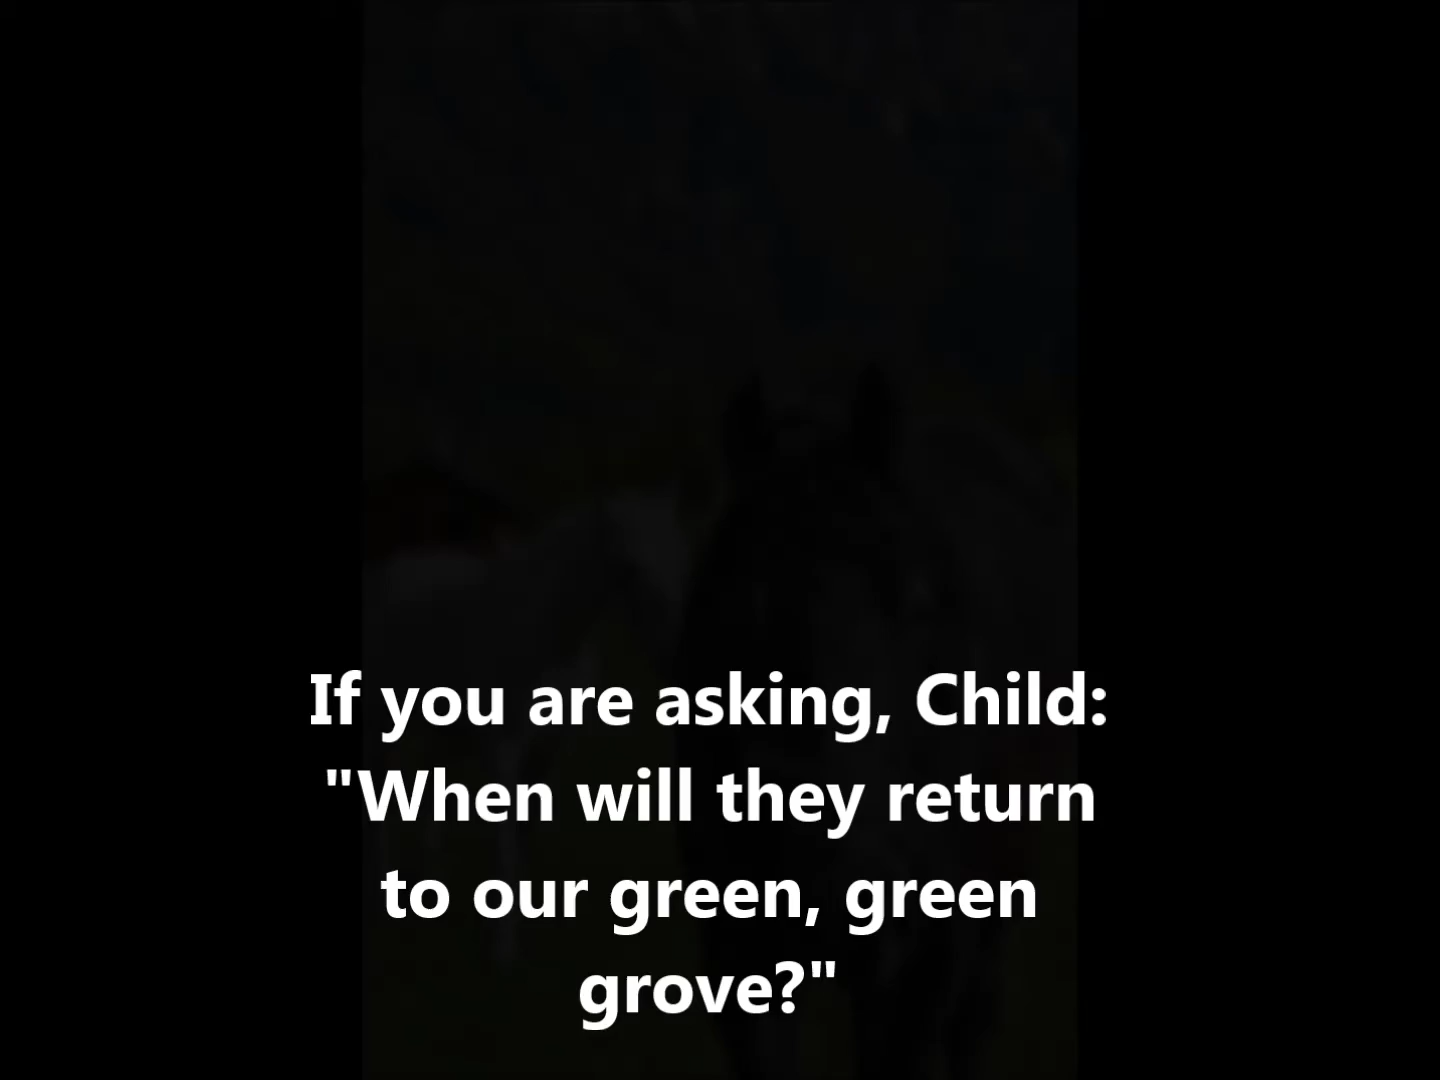 If you are asking, Child:
"When will they return
to our green, green
grove?"